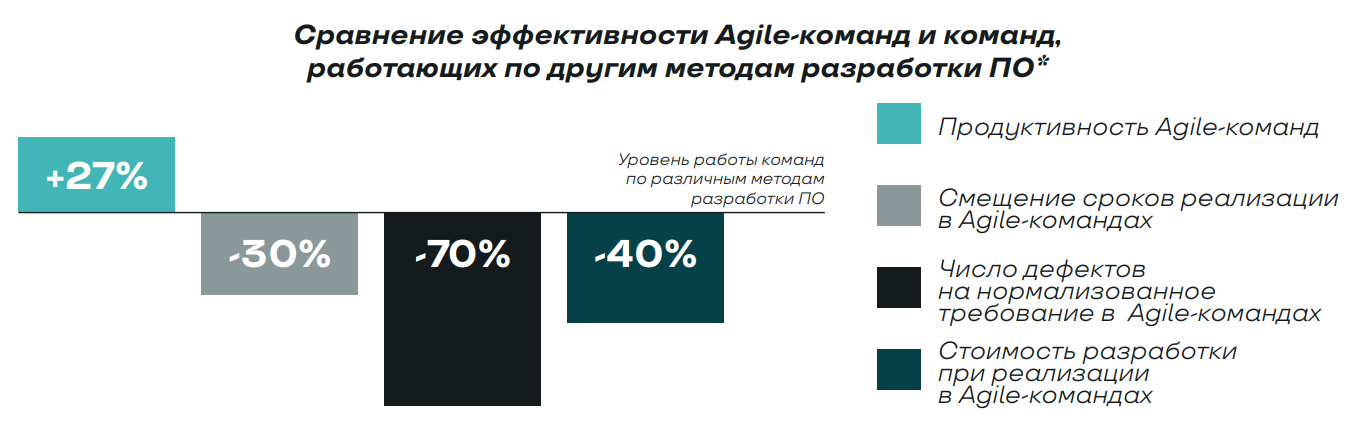 Сравнение эффективности Agile-команд и команд,
работающих по другим методам разработки ПО*
+27%
-30%
-70%
-40%
Уровень работы команд
по различным методам
разработки ПО
Продуктивность Agile-команд
Смещение сроков реализации
в Agile-командах
Число дефектов
на нормализованное
требование в Agile-командах
Стоимость разработки
при реализации
в Agile-командах